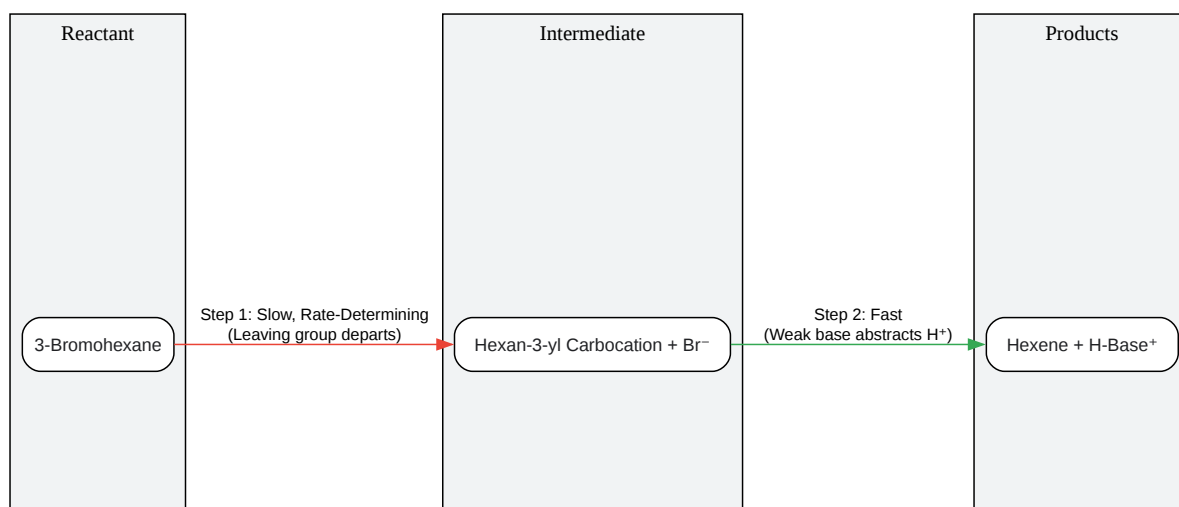 Reactant
Intermediate
Products
3-Bromohexane
Step 1: Slow, Rate-Determining
(Leaving group departs)
Hexan-3-yl Carbocation + Br⁻
Step 2: Fast
(Weak base abstracts H⁺)
Hexene + H-Base⁺